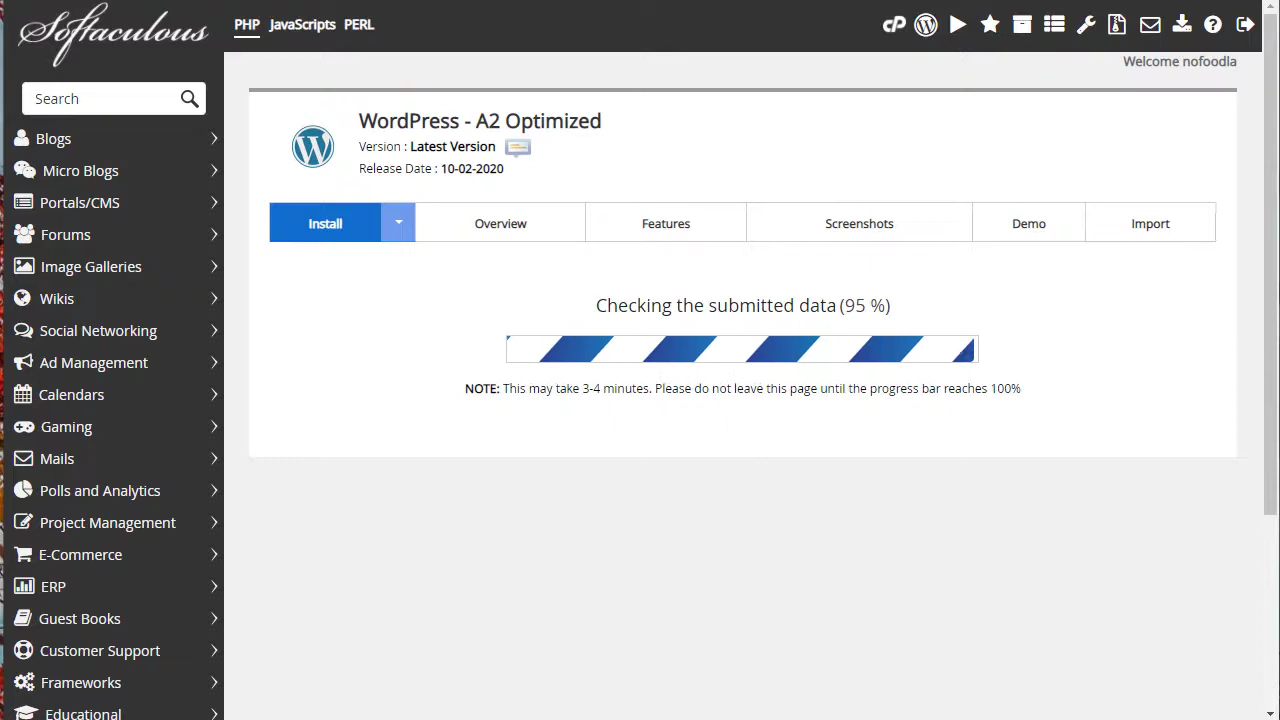 Softaculous
PHP JavaScripts PERL
cP
Welcome nofoodla
Search
Blogs
Micro Blogs
Portals/CMS
Forums
Image Galleries
Wikis
Social Networking
Ad Management
Calendars
Gaming
Mails
Polls and Analytics
Project Management
E-Commerce
ERP
Guest Books
Customer Support
Frameworks
Educational
WordPress - A2 Optimized
Version : Latest Version
Release Date : 10-02-2020
Install Overview Features Screenshots Demo Import
Checking the submitted data (95 %)
NOTE: This may take 3-4 minutes. Please do not leave this page until the progress bar reaches 100%